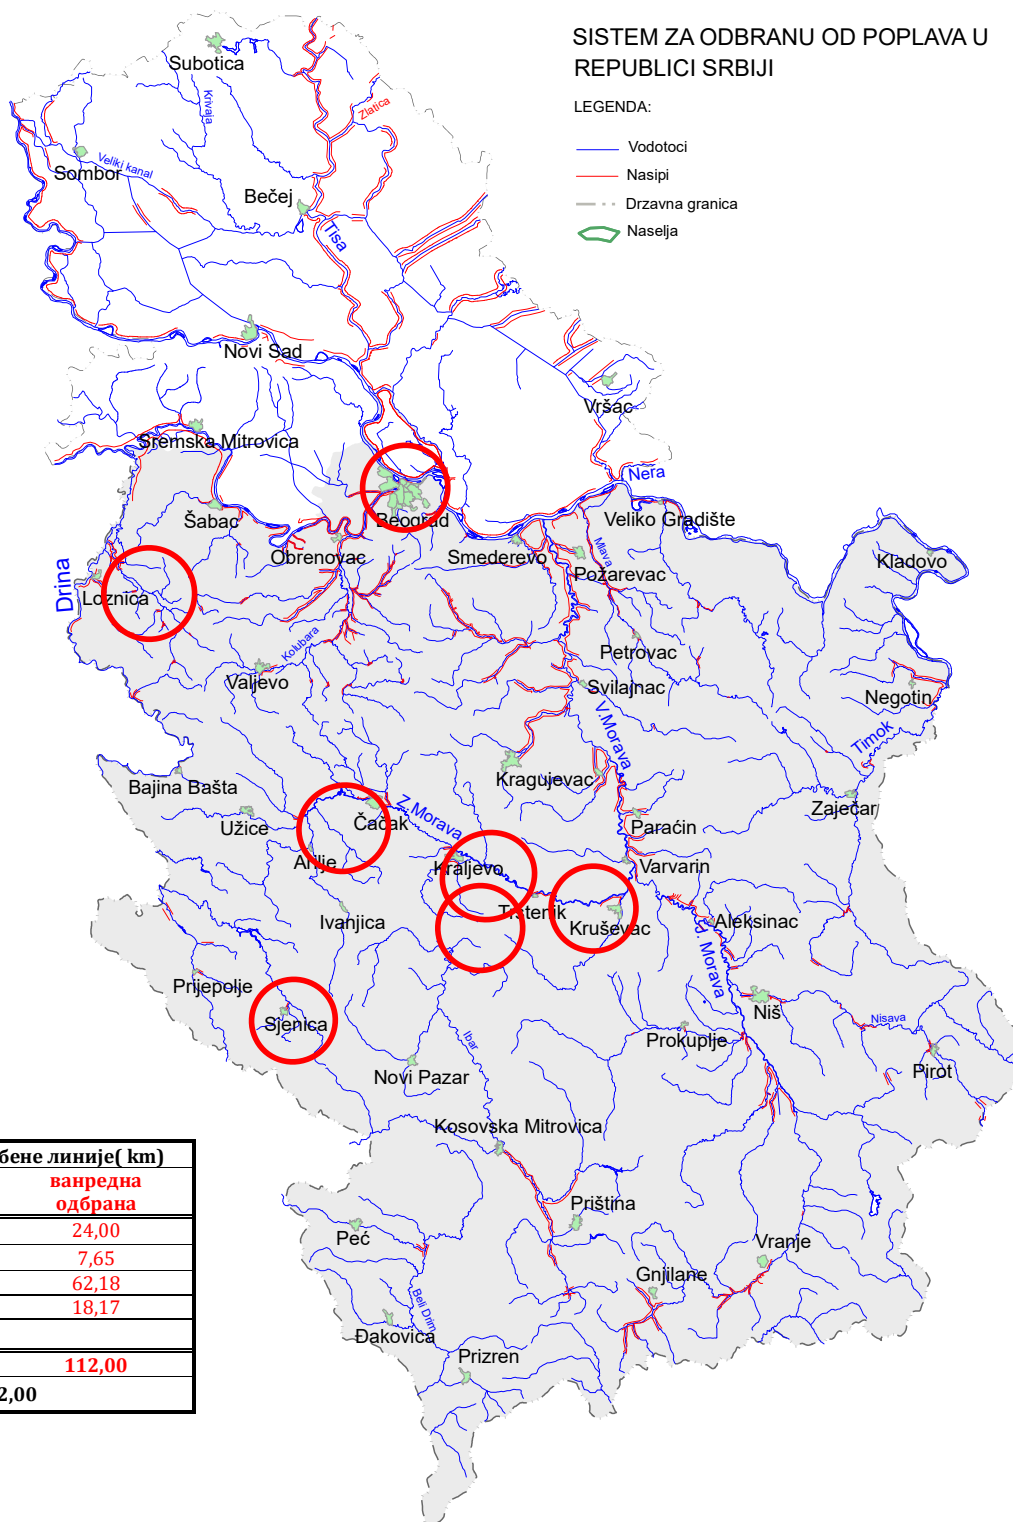 SISTEM ZA ODBRANU OD POPLAVA U
REPUBLICI SRBIJI
LEGENDA:
Vodotoci
Nasipi
Drzavna granica
Naselja
Subotica
Krivaja
Zlatica
Sombor
Veliki kanal
Bečej
Tisa
Novi Sad
Vršac
Sremska Mitrovica
Nera
Beograd
Šabac
Veliko Gradište
Obrenovac
Smederevo
Kladovo
Mlava
Požarevac
Drina
Loznica
Kolubara
Petrovac
Valjevo
Svilajnac
Negotin
V.Morava
Timok
Bajina Bašta
Kragujevac
Z.Morava
Čačak
Užice
Zaječar
Paraćin
Arilje
Kraljevo
Varvarin
Trstenik
Ivanjica
Kruševac
Aleksinac
J. Morava
Prijepolje
Sjenica
Niš
Nisava
Ibar
Prokuplje
Pirot
Novi Pazar
Kosovska Mitrovica
бене линије( km)
ванредна
одбрана
24,00
7,65
62,18
18,17
112,00
2,00
Priština
Peć
Vranje
Gnjilane
Beli Drim
Đakovica
Prizren